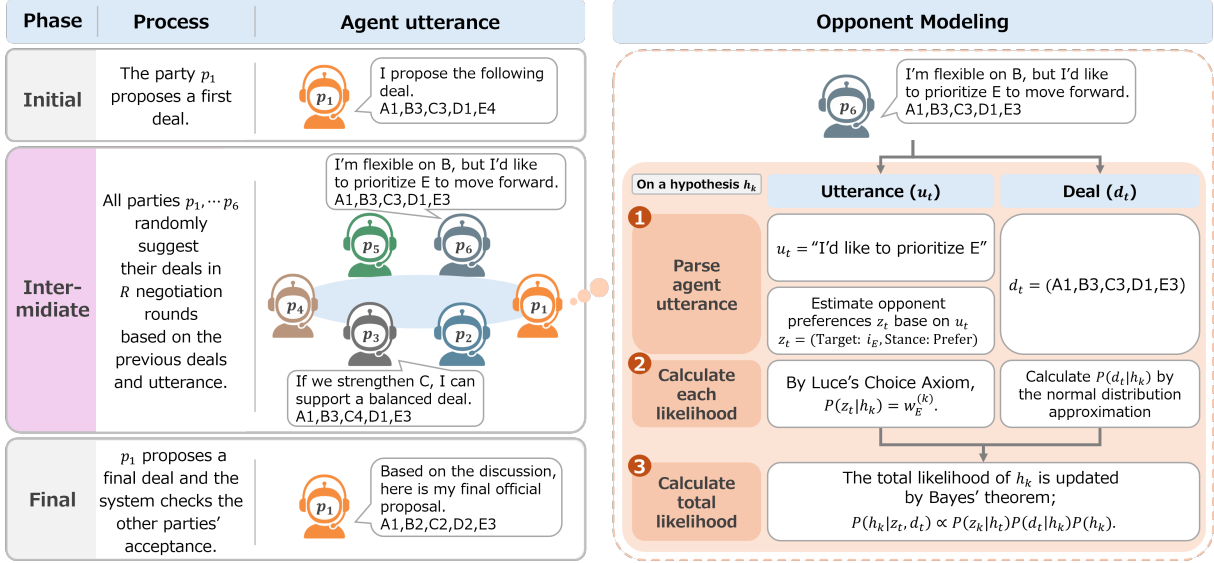 Phase
Process
Agent utterance
Initial
The party p₁
proposes a first
deal.
p₁
I propose the following
deal.
A1,B3,C3,D1,E4
Inter-
midiate
All parties p₁,⋯p₆
randomly
suggest
their deals in
R negotiation
rounds
based on the
previous deals
and utterance.
I'm flexible on B, but I'd like
to prioritize E to move forward.
A1,B3,C3,D1,E3
p₅
p₆
p₄
p₁
p₃
p₂
If we strengthen C, I can
support a balanced deal.
A1,B3,C4,D1,E3
Final
p₁ proposes a
final deal and the
system checks the
other parties'
acceptance.
p₁
Based on the discussion,
here is my final official
proposal.
A1,B2,C2,D2,E3
Opponent Modeling
p₆
I'm flexible on B, but I'd like
to prioritize E to move forward.
A1,B3,C3,D1,E3
On a hypothesis hₖ
Utterance (uₜ)
Deal (dₜ)
1
Parse
agent
utterance
uₜ = "I'd like to prioritize E"
Estimate opponent
preferences zₜ base on uₜ
zₜ = (Target: i_E, Stance: Prefer)
dₜ = (A1,B3,C3,D1,E3)
2
Calculate
each
likelihood
By Luce's Choice Axiom,
P(zₜ|hₖ) = w_E^(k).
Calculate P(dₜ|hₖ) by
the normal distribution
approximation
3
Calculate
total
likelihood
The total likelihood of hₖ is updated
by Bayes' theorem;
P(hₖ|zₜ, dₜ) ∝ P(zₖ|hₜ)P(dₜ|hₖ)P(hₖ).